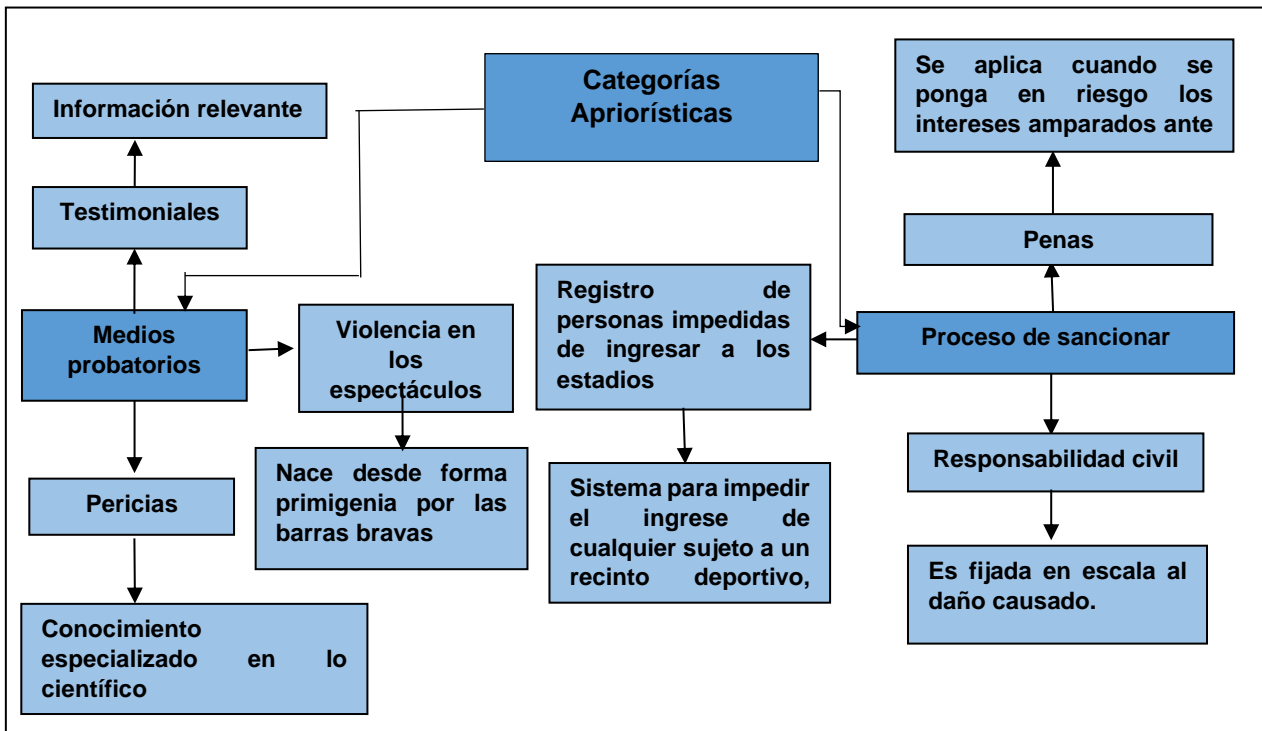 Categorías
Apriorísticas
Información relevante
Testimoniales
Medios
probatorios
Pericias
Conocimiento
especializado en lo
científico
Violencia en
los
espectáculos
Nace desde forma
primigenia por las
barras bravas
Registro de
personas impedidas
de ingresar a los
estadios
Sistema para impedir
el ingrese de
cualquier sujeto a un
recinto deportivo,
Se aplica cuando se
ponga en riesgo los
intereses amparados ante
Penas
Proceso de sancionar
Responsabilidad civil
Es fijada en escala al
daño causado.